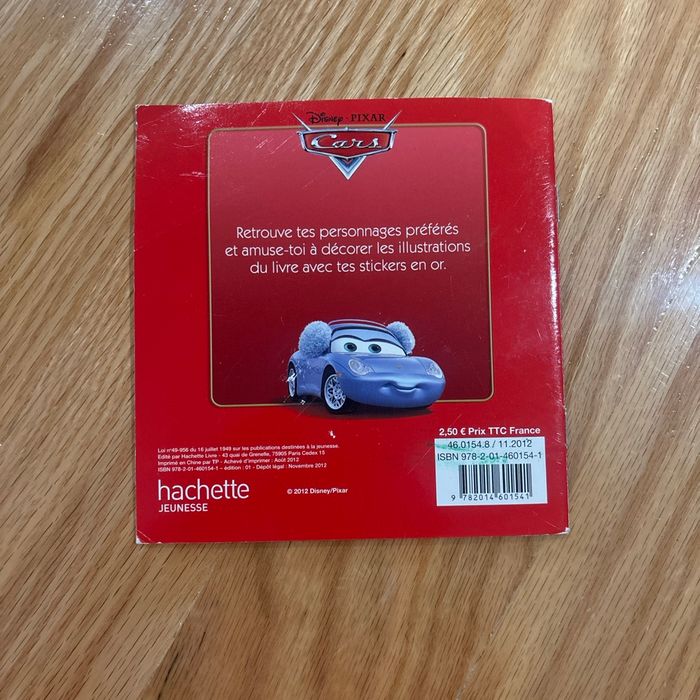 Disney · PIXAR
Cars
Retrouve tes personnages préférés
et amuse-toi à décorer les illustrations
du livre avec tes stickers en or.
2,50 € Prix TTC France
46.0154.8 / 11.2012
ISBN 978-2-01-460154-1
9 782014 601541
Loi n°49-956 du 16 juillet 1949 sur les publications destinées à la jeunesse.
Edité par Hachette Livre - 43 quai de Grenelle, 75905 Paris Cedex 15
Imprimé en Chine par TP - Achevé d'imprimer : Août 2012
ISBN 978-2-01-460154-1 - édition : 01 - Dépôt légal : Novembre 2012
hachette
JEUNESSE
© 2012 Disney/Pixar